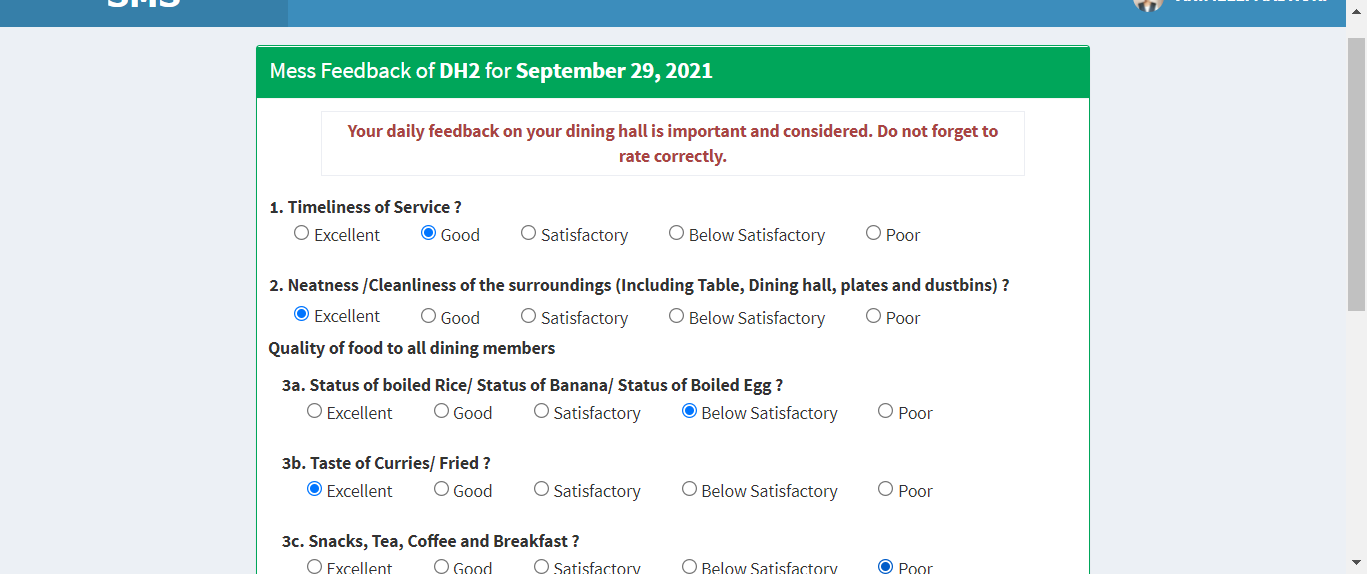 SMS
Mess Feedback of DH2 for September 29, 2021
Your daily feedback on your dining hall is important and considered. Do not forget to
rate correctly.
1. Timeliness of Service ?
Excellent Good Satisfactory Below Satisfactory Poor
2. Neatness /Cleanliness of the surroundings (Including Table, Dining hall, plates and dustbins) ?
Excellent Good Satisfactory Below Satisfactory Poor
Quality of food to all dining members
3a. Status of boiled Rice/ Status of Banana/ Status of Boiled Egg ?
Excellent Good Satisfactory Below Satisfactory Poor
3b. Taste of Curries/ Fried ?
Excellent Good Satisfactory Below Satisfactory Poor
3c. Snacks, Tea, Coffee and Breakfast ?
Excellent Good Satisfactory Below Satisfactory Poor